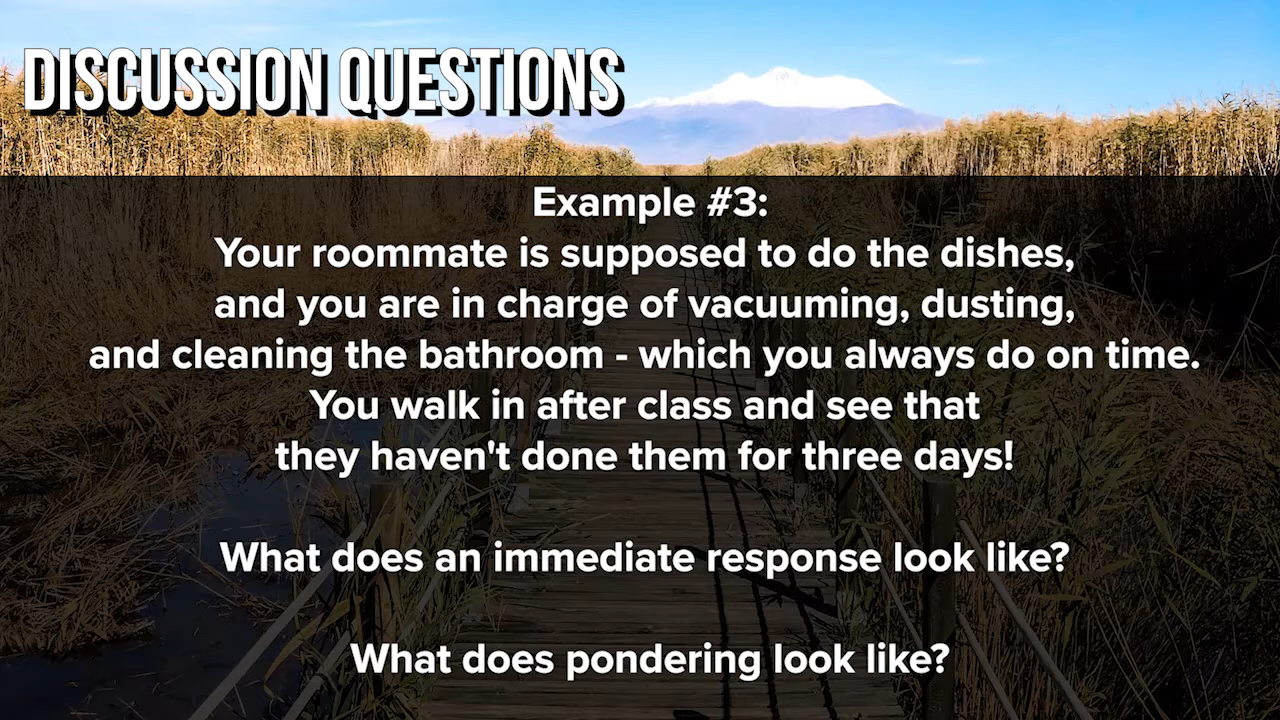 DISCUSSION QUESTIONS
Example #3:
Your roommate is supposed to do the dishes,
and you are in charge of vacuuming, dusting,
and cleaning the bathroom - which you always do on time.
You walk in after class and see that
they haven't done them for three days!
What does an immediate response look like?
What does pondering look like?